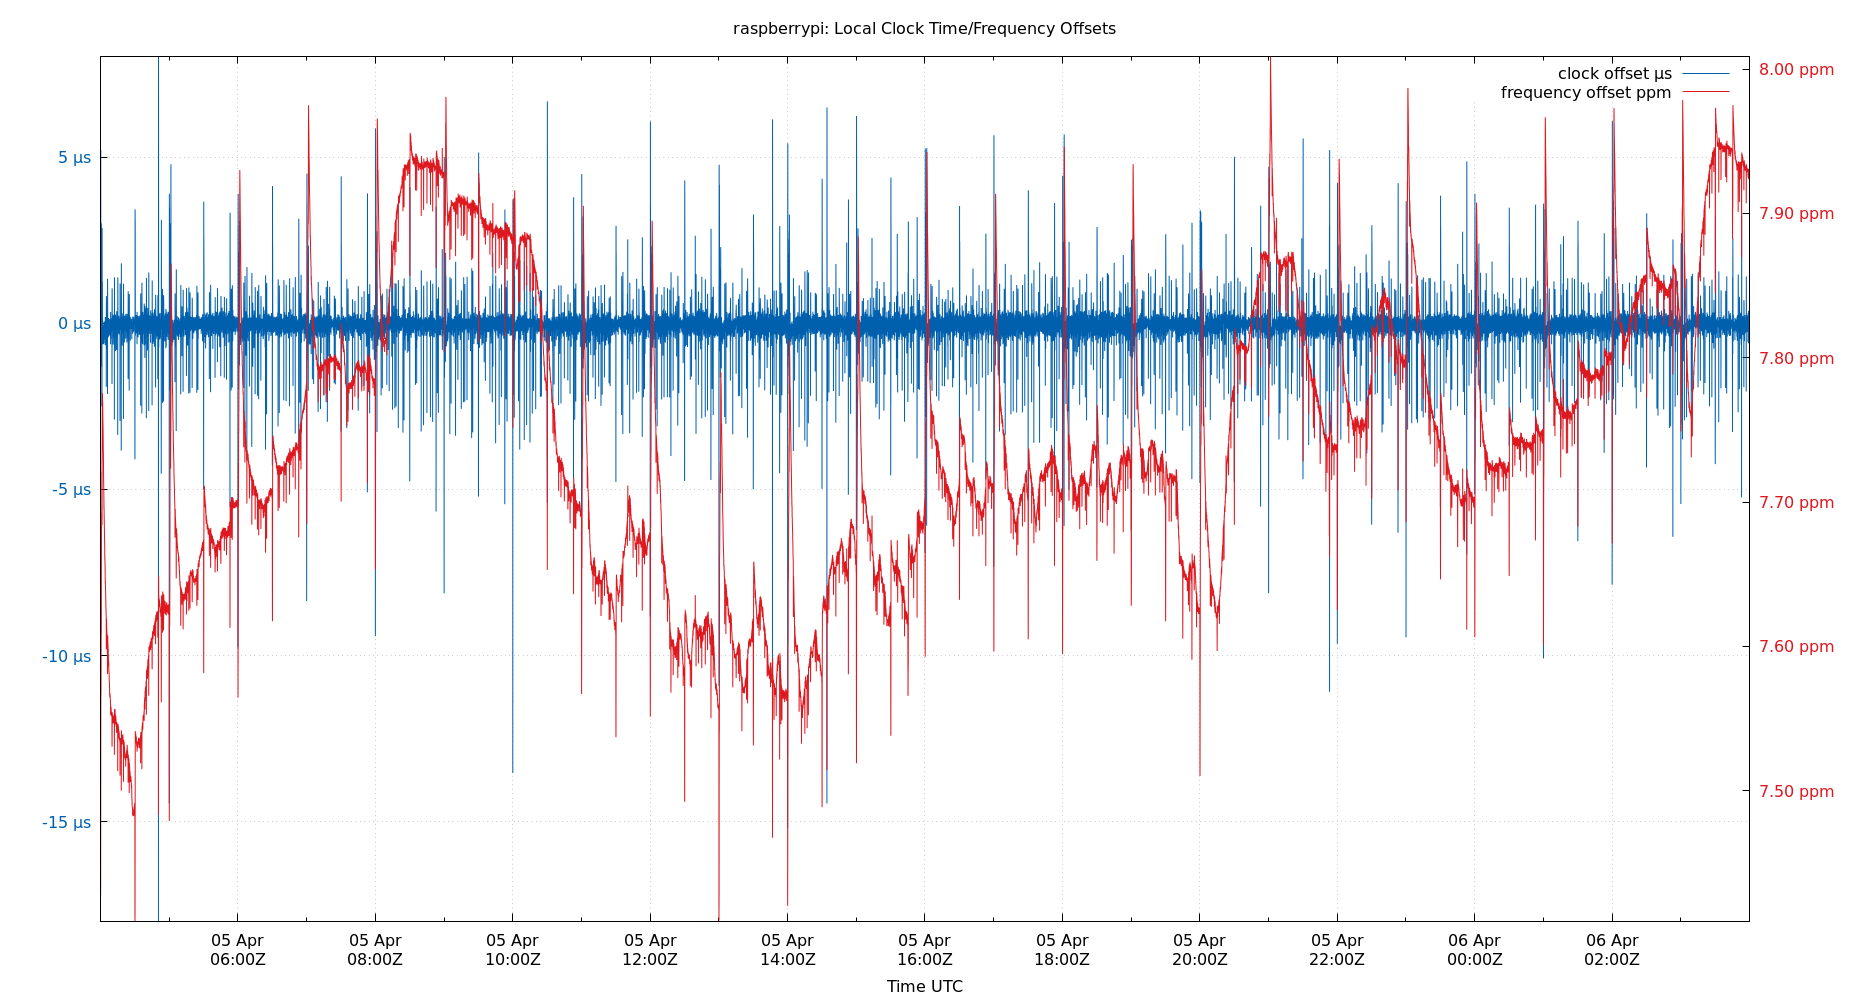 raspberrypi: Local Clock Time/Frequency Offsets
clock offset µs
frequency offset ppm
5 µs
0 µs
-5 µs
-10 µs
-15 µs
8.00 ppm
7.90 ppm
7.80 ppm
7.70 ppm
7.60 ppm
7.50 ppm
05 Apr 05 Apr 05 Apr 05 Apr 05 Apr 05 Apr 05 Apr 05 Apr 05 Apr 06 Apr 06 Apr
06:00Z 08:00Z 10:00Z 12:00Z 14:00Z 16:00Z 18:00Z 20:00Z 22:00Z 00:00Z 02:00Z
Time UTC